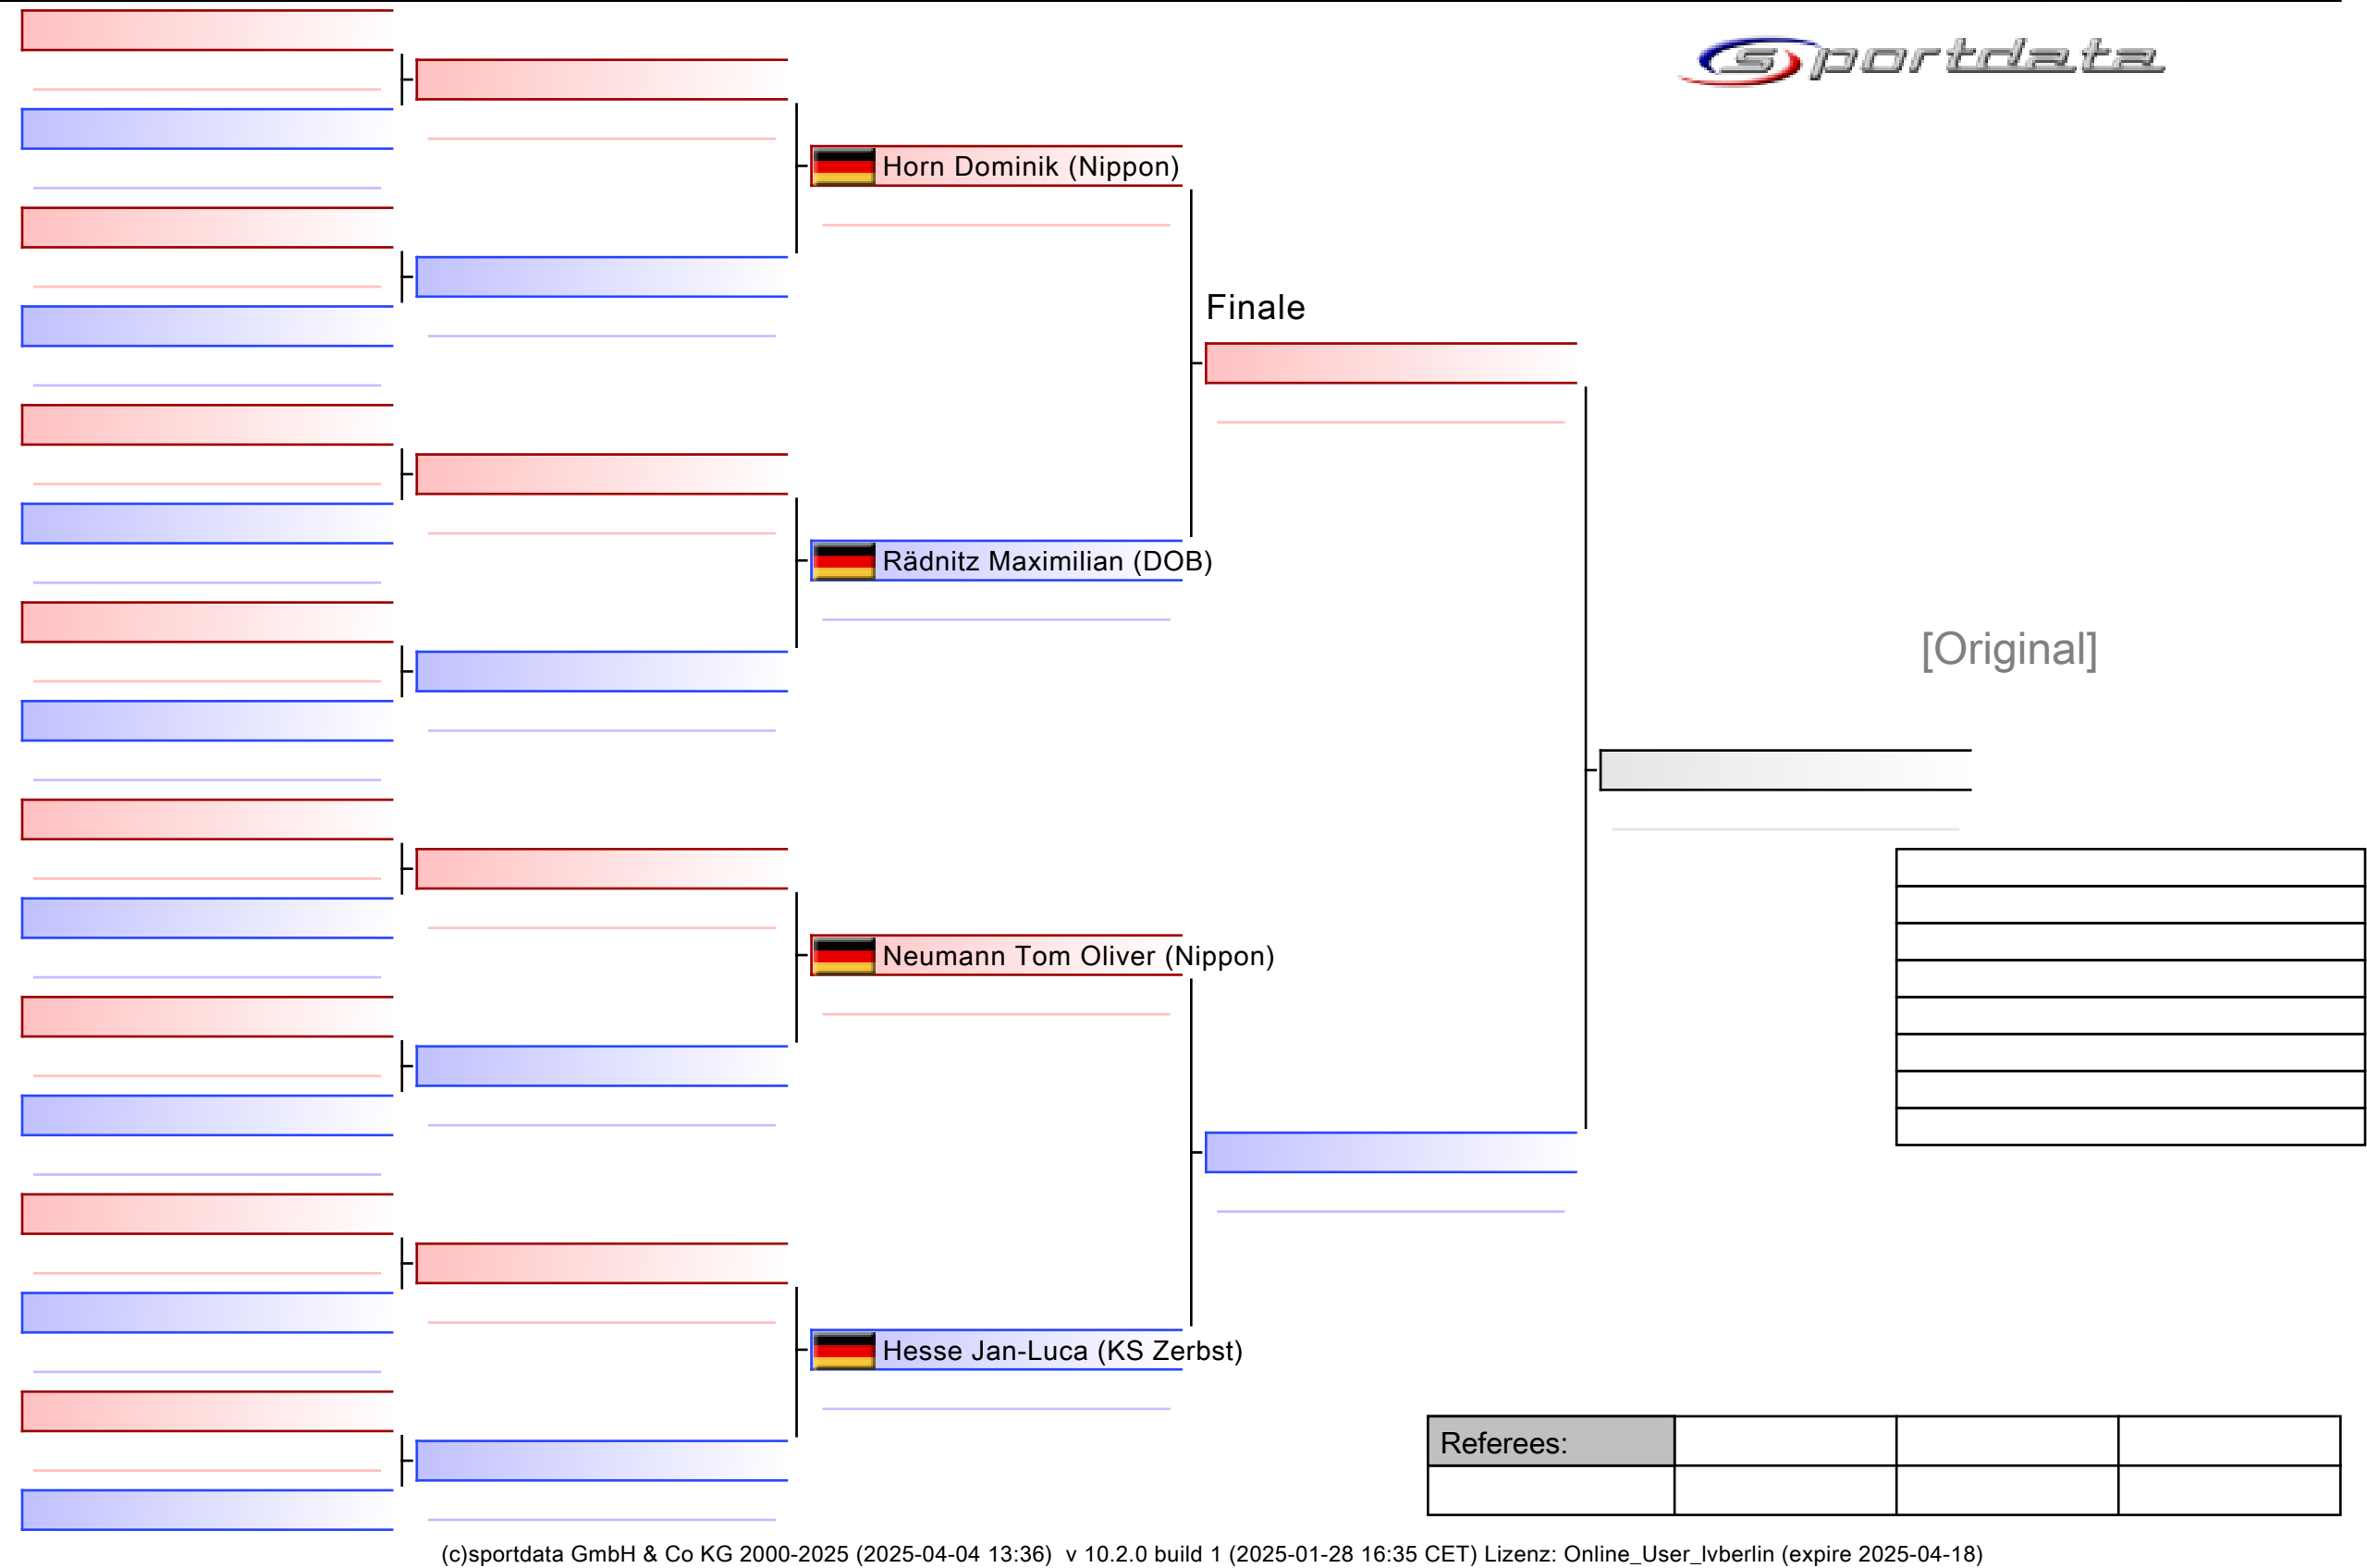 sportdata
Horn Dominik (Nippon)
Finale
Rädnitz Maximilian (DOB)
[Original]
Neumann Tom Oliver (Nippon)
Hesse Jan-Luca (KS Zerbst)
Referees:
(c)sportdata GmbH & Co KG 2000-2025 (2025-04-04 13:36)  v 10.2.0 build 1 (2025-01-28 16:35 CET) Lizenz: Online_User_lvberlin (expire 2025-04-18)